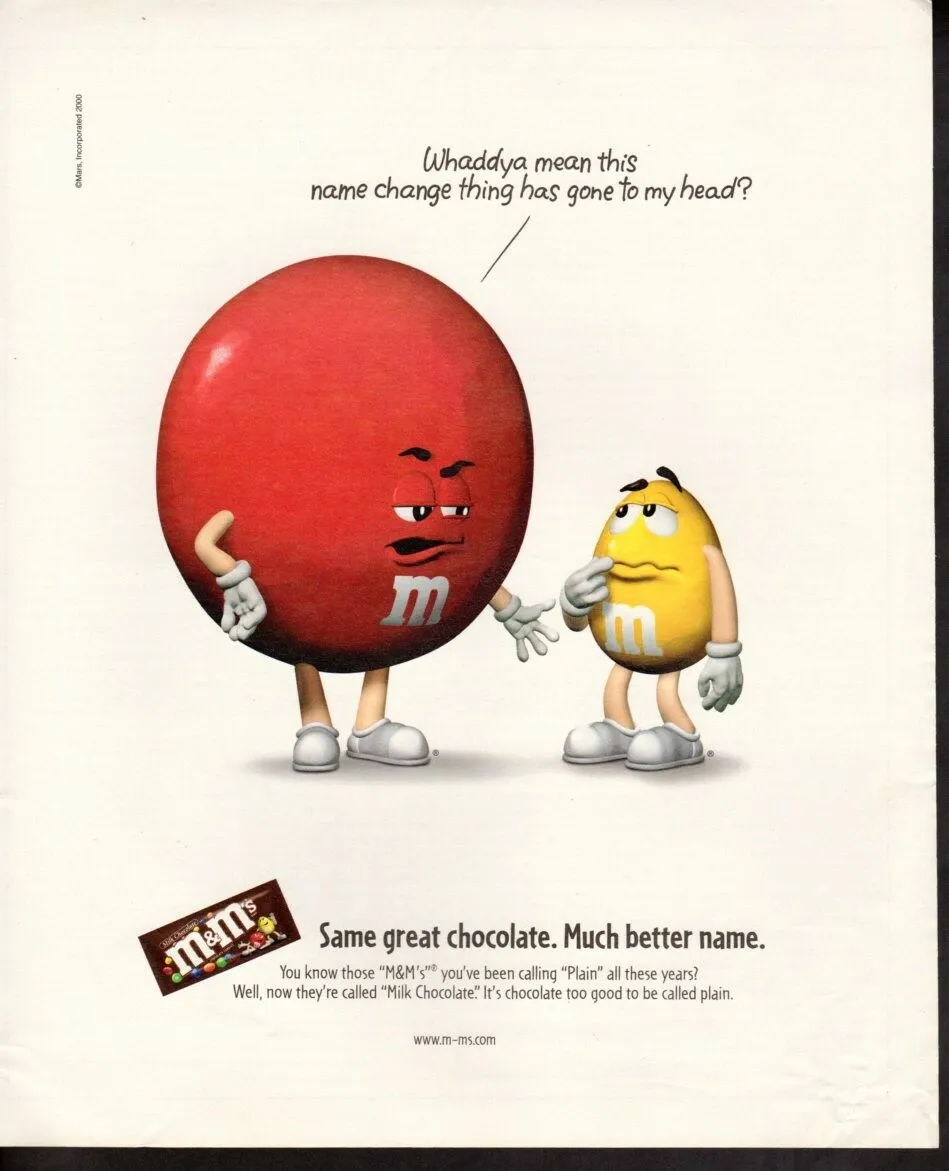 ©Mars, Incorporated 2000
Whaddya mean this
name change thing has gone to my head?
m
m
®
®
Milk Chocolate
m&m's
Same great chocolate. Much better name.
You know those "M&M's"® you've been calling "Plain" all these years?
Well, now they're called "Milk Chocolate." It's chocolate too good to be called plain.
www.m-ms.com